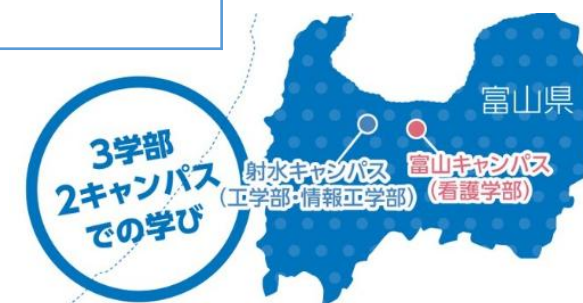 3学部
2キャンパス
での学び
富山県
射水キャンパス
(工学部・情報工学部)
富山キャンパス
(看護学部)